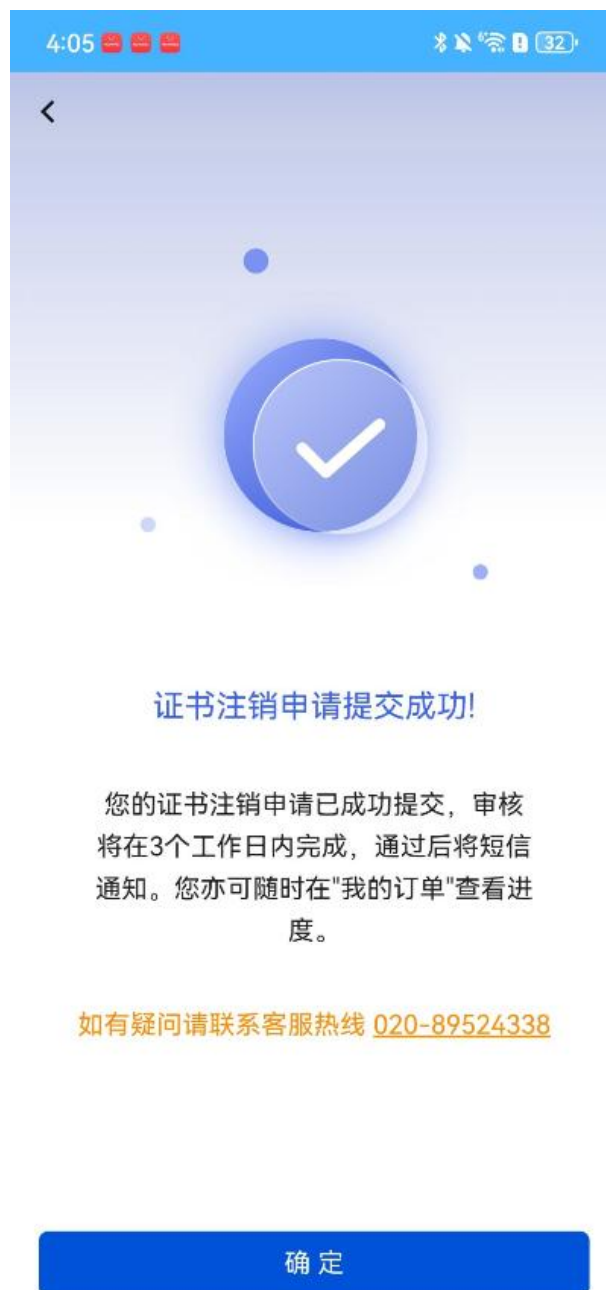 4:05
32
证书注销申请提交成功!
您的证书注销申请已成功提交，审核
将在3个工作日内完成，通过后将短信
通知。您亦可随时在"我的订单"查看进
度。
如有疑问请联系客服热线 020-89524338
确 定